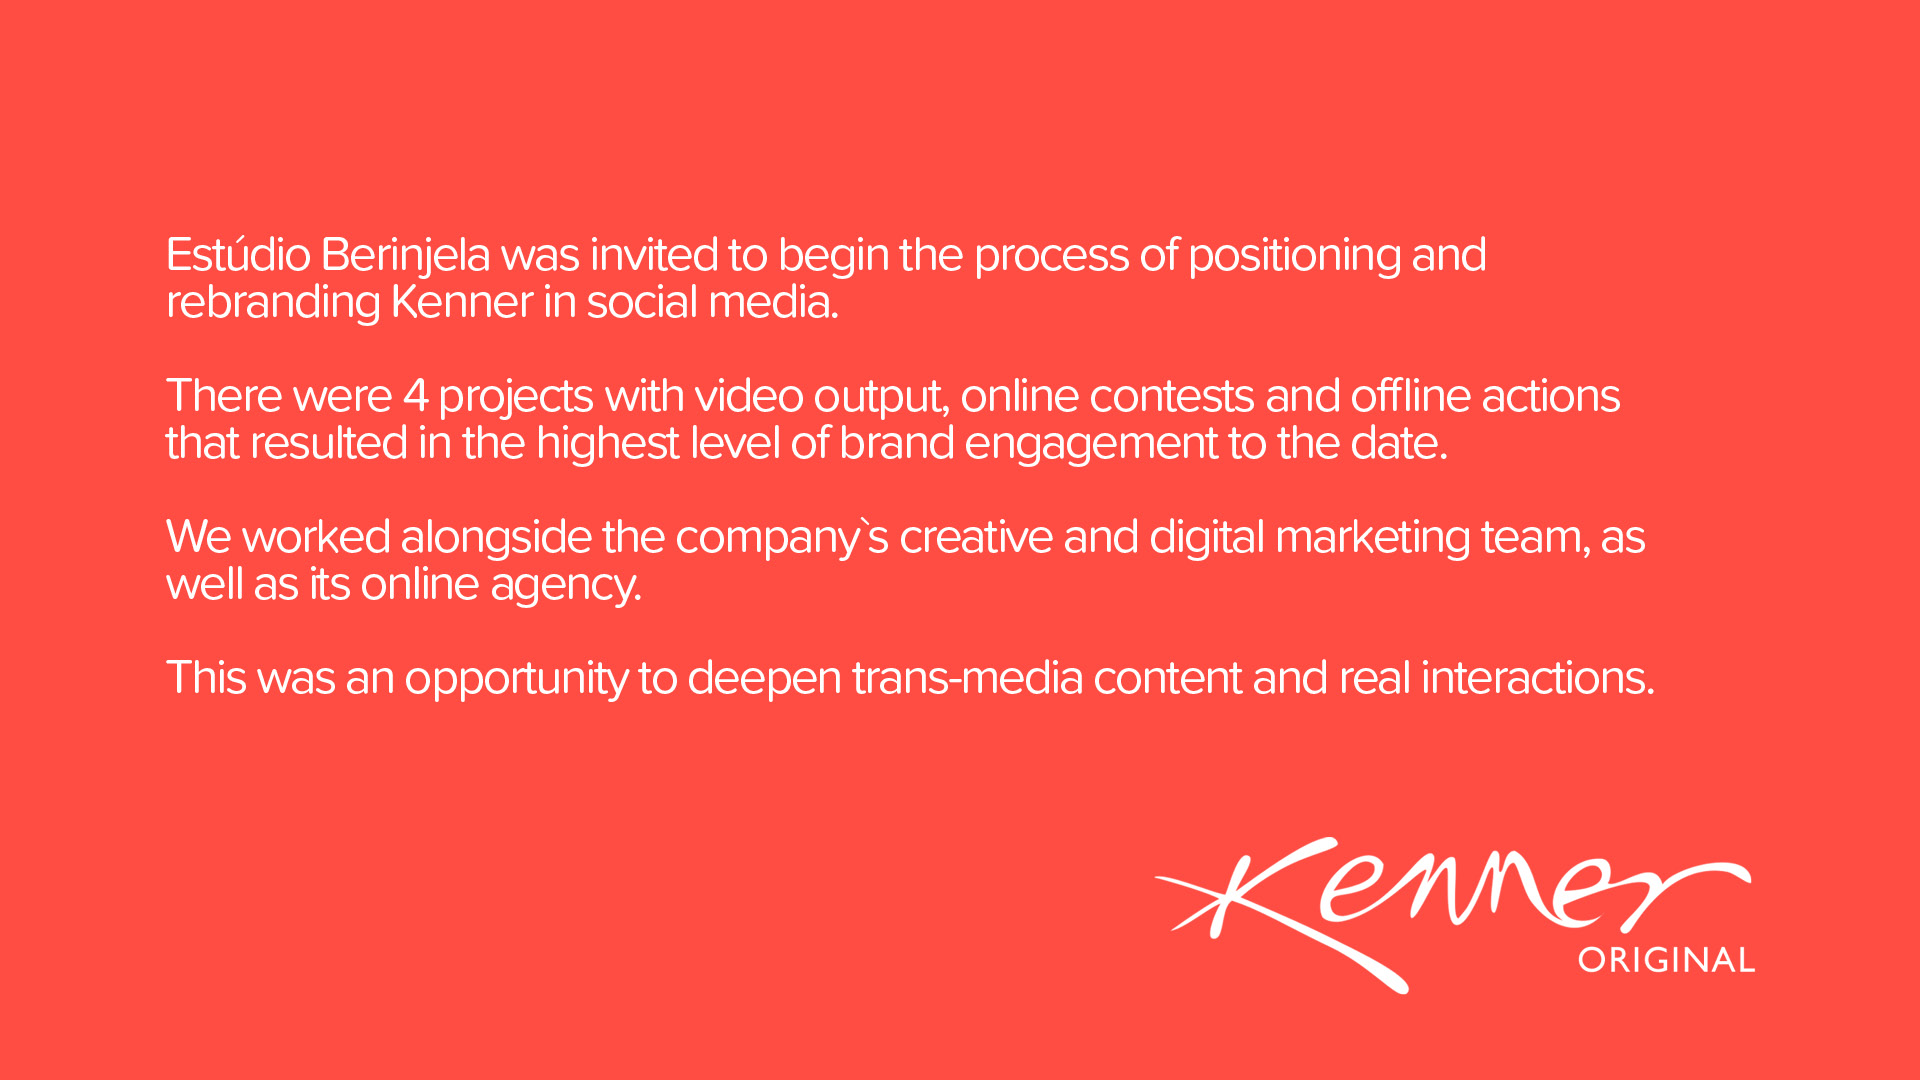 Estúdio Berinjela was invited to begin the process of positioning and
rebranding Kenner in social media.
There were 4 projects with video output, online contests and offline actions
that resulted in the highest level of brand engagement to the date.
We worked alongside the company`s creative and digital marketing team, as
well as its online agency.
This was an opportunity to deepen trans-media content and real interactions.
Kenner
ORIGINAL